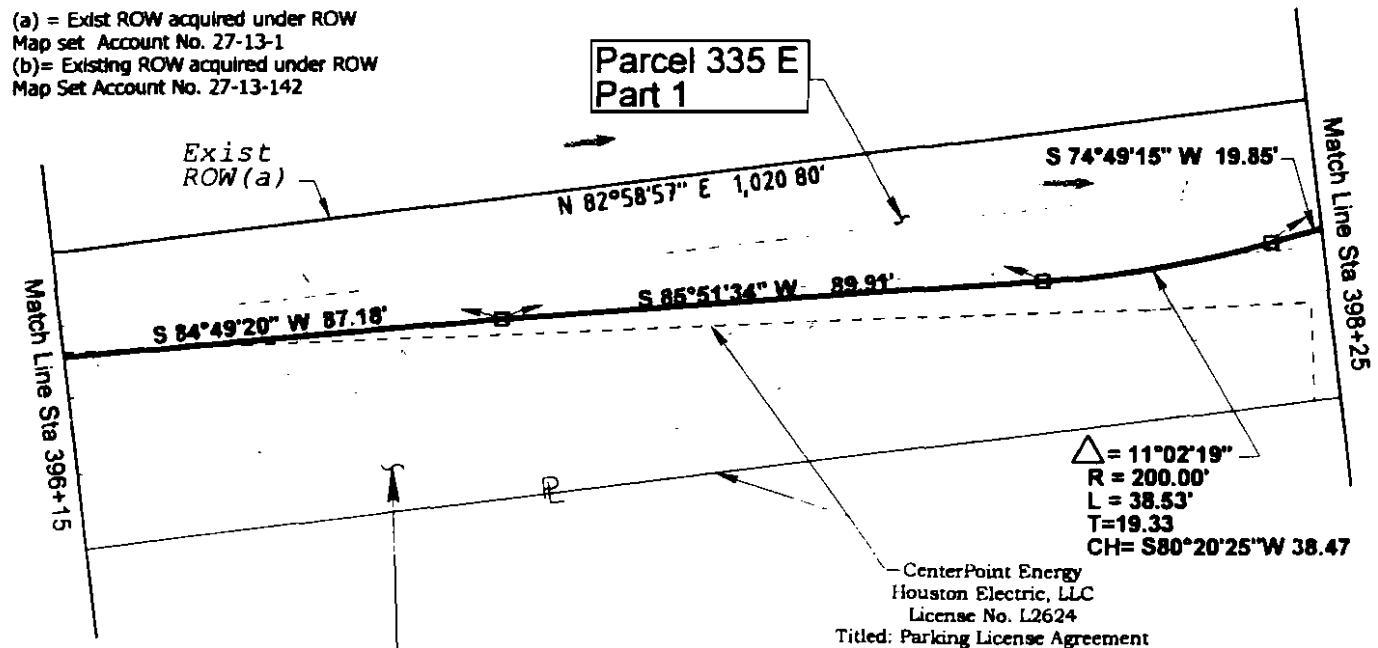 (a) = Exist ROW acquired under ROW
Map set Account No. 27-13-1
(b)= Existing ROW acquired under ROW
Map Set Account No. 27-13-142
Parcel 335 E
Part 1
Exist
ROW(a)
N 82°58'57" E 1,020 80'
S 74°49'15" W 19.85'
Match Line Sta 396+15
S 84°49'20" W 87.18'
S 85°51'34" W 89.91'
Match Line Sta 398+25
PL
△= 11°02'19"
R = 200.00'
L = 38.53'
T=19.33
CH= S80°20'25"W 38.47
CenterPoint Energy
Houston Electric, LLC
License No. L2624
Titled: Parking License Agreement